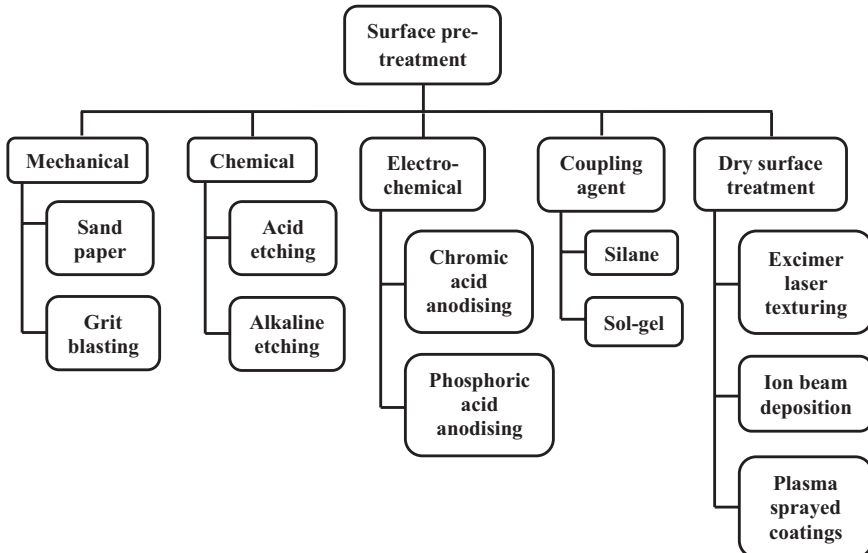 Surface pre-
treatment
Mechanical
Sand
paper
Grit
blasting
Chemical
Acid
etching
Alkaline
etching
Electro-
chemical
Chromic
acid
anodising
Phosphoric
acid
anodising
Coupling
agent
Silane
Sol-gel
Dry surface
treatment
Excimer
laser
texturing
Ion beam
deposition
Plasma
sprayed
coatings